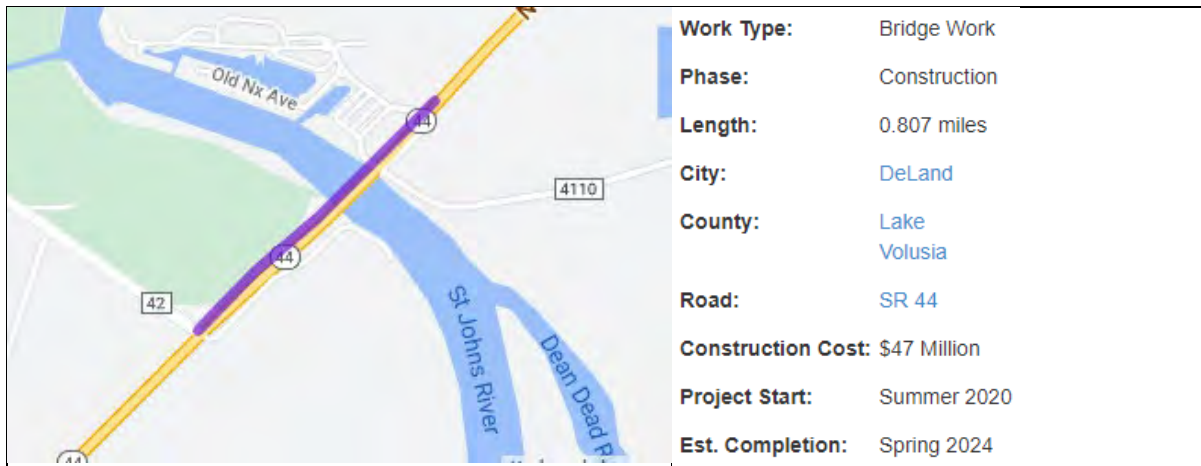 Old Nx Ave
44
4110
44
42
St Johns River
Dean Dead R
44
Work Type: Bridge Work
Phase: Construction
Length: 0.807 miles
City: DeLand
County: Lake
Volusia
Road: SR 44
Construction Cost: $47 Million
Project Start: Summer 2020
Est. Completion: Spring 2024